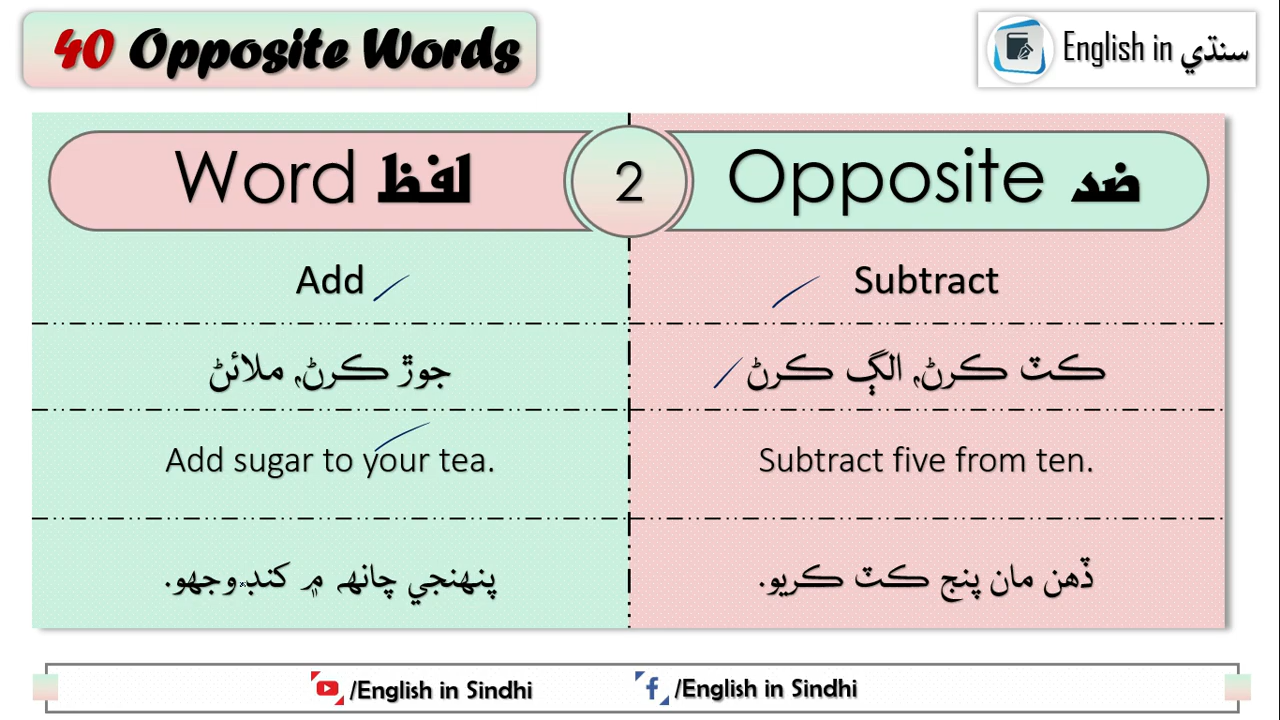 40 Opposite Words
English in سنڌي
Word لفظ
2
Opposite ضد
Add
Subtract
جوڙ ڪرڻ، ملائڻ
ڪٽ ڪرڻ، الڳ ڪرڻ
Add sugar to your tea.
Subtract five from ten.
پنهنجي چانهه ۾ کنڊ وجهو.
ڏهن مان پنج ڪٽ ڪريو.
/English in Sindhi
/English in Sindhi